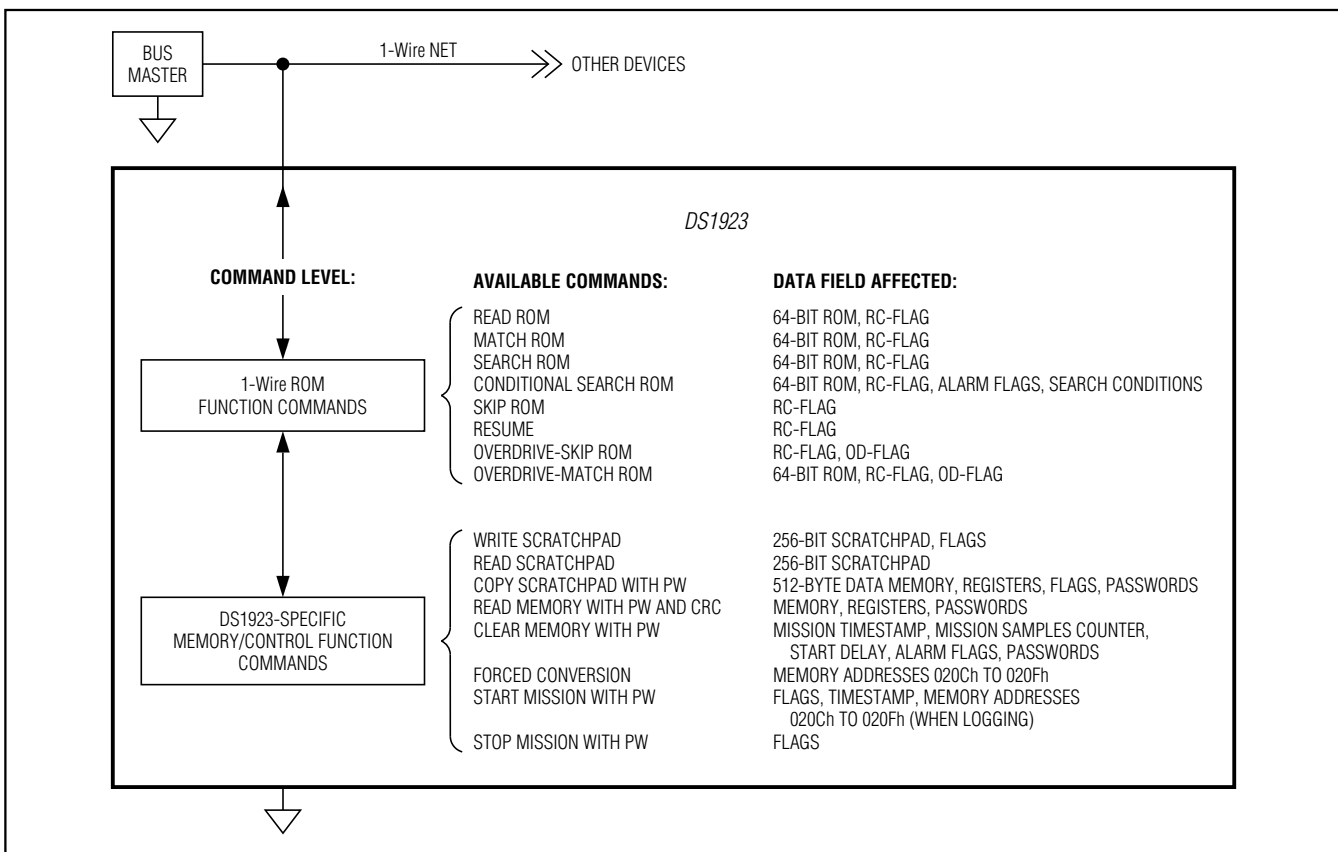 BUS
MASTER
1-Wire NET
OTHER DEVICES
DS1923
COMMAND LEVEL: AVAILABLE COMMANDS: DATA FIELD AFFECTED:
1-Wire ROM
FUNCTION COMMANDS
READ ROM 64-BIT ROM, RC-FLAG
MATCH ROM 64-BIT ROM, RC-FLAG
SEARCH ROM 64-BIT ROM, RC-FLAG
CONDITIONAL SEARCH ROM 64-BIT ROM, RC-FLAG, ALARM FLAGS, SEARCH CONDITIONS
SKIP ROM RC-FLAG
RESUME RC-FLAG
OVERDRIVE-SKIP ROM RC-FLAG, OD-FLAG
OVERDRIVE-MATCH ROM 64-BIT ROM, RC-FLAG, OD-FLAG
DS1923-SPECIFIC
MEMORY/CONTROL FUNCTION
COMMANDS
WRITE SCRATCHPAD 256-BIT SCRATCHPAD, FLAGS
READ SCRATCHPAD 256-BIT SCRATCHPAD
COPY SCRATCHPAD WITH PW 512-BYTE DATA MEMORY, REGISTERS, FLAGS, PASSWORDS
READ MEMORY WITH PW AND CRC MEMORY, REGISTERS, PASSWORDS
CLEAR MEMORY WITH PW MISSION TIMESTAMP, MISSION SAMPLES COUNTER,
START DELAY, ALARM FLAGS, PASSWORDS
FORCED CONVERSION MEMORY ADDRESSES 020Ch TO 020Fh
START MISSION WITH PW FLAGS, TIMESTAMP, MEMORY ADDRESSES
020Ch TO 020Fh (WHEN LOGGING)
STOP MISSION WITH PW FLAGS